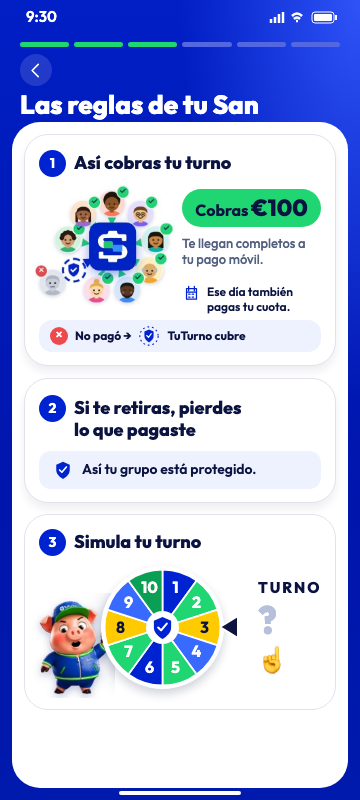 9:30
Las reglas de tu San
1 Así cobras tu turno
Cobras €100
Te llegan completos a
tu pago móvil.
Ese día también
pagas tu cuota.
No pagó → TuTurno cubre
2 Si te retiras, pierdes
lo que pagaste
Así tu grupo está protegido.
3 Simula tu turno
10 1
9 2
8 3
7 4
6 5
TURNO
?